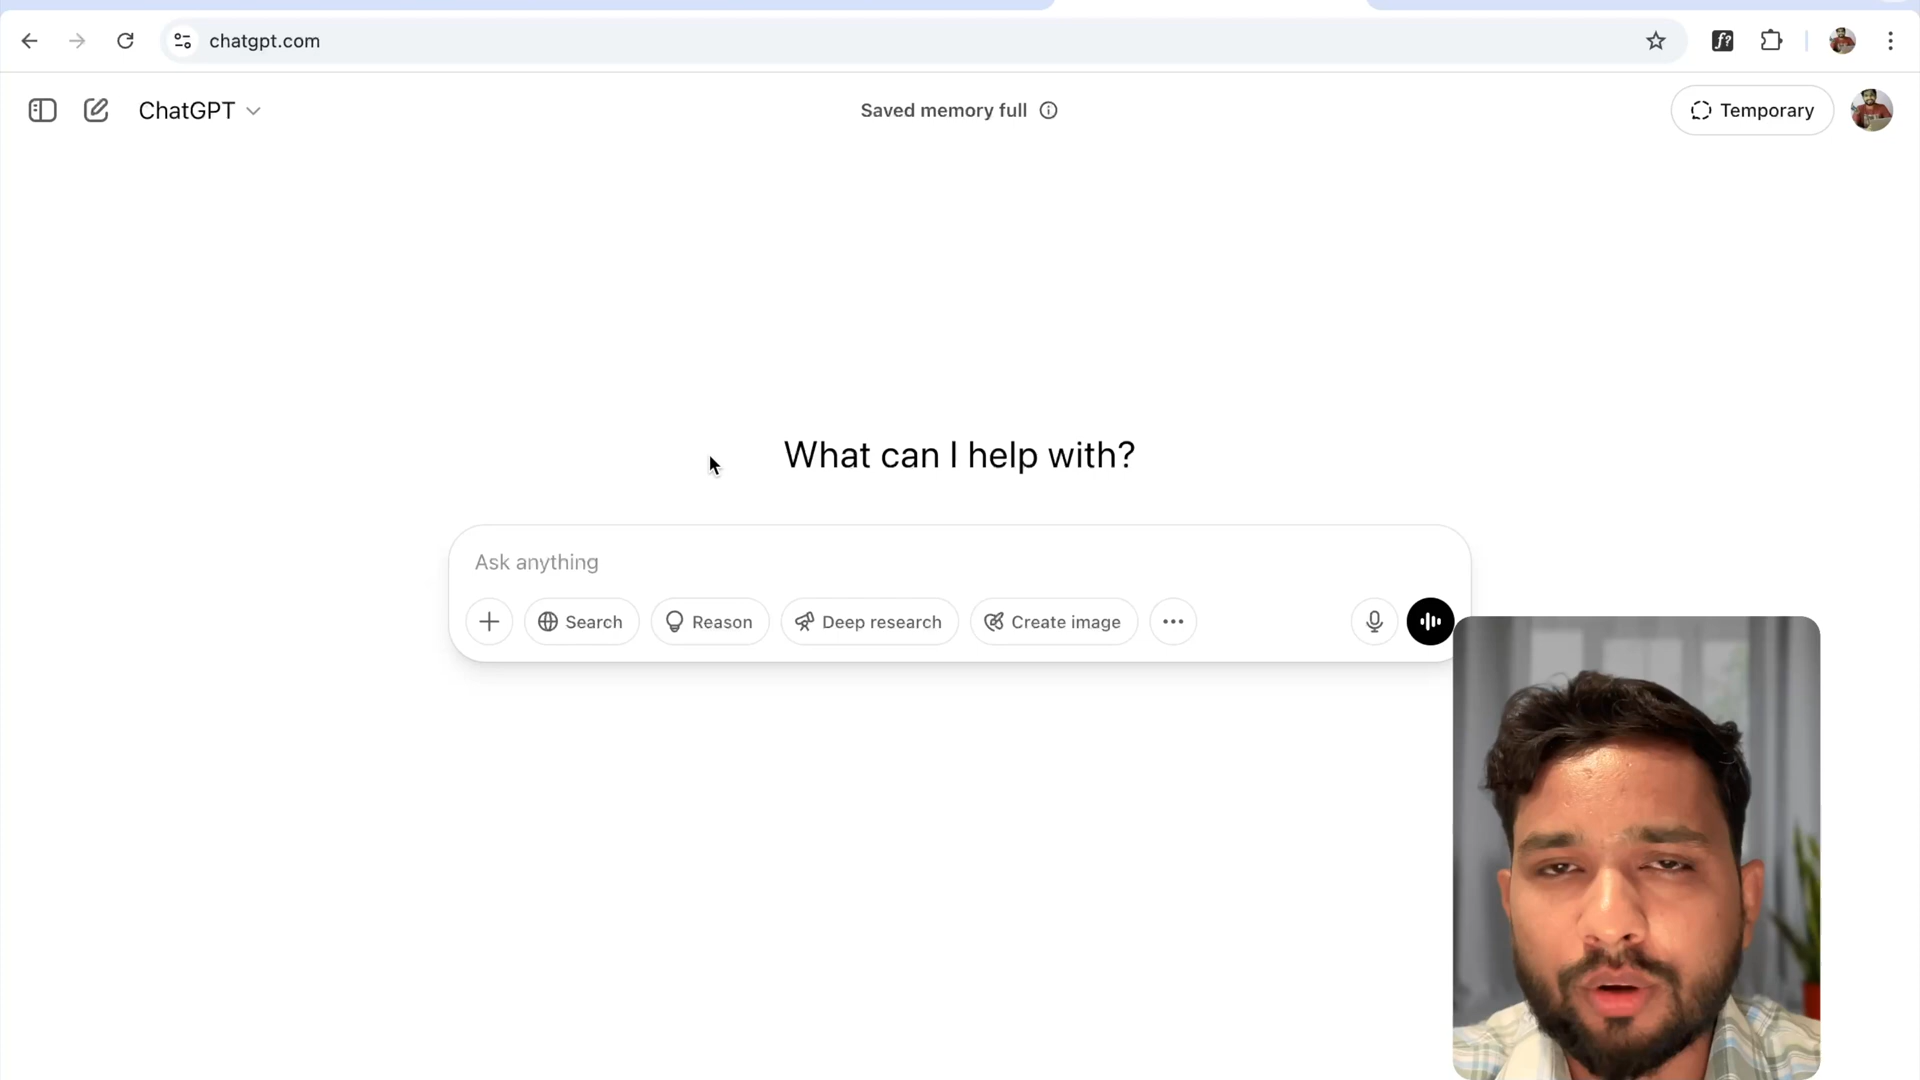 chatgpt.com
ChatGPT
Saved memory full
Temporary
What can I help with?
Ask anything
Search
Reason
Deep research
Create image